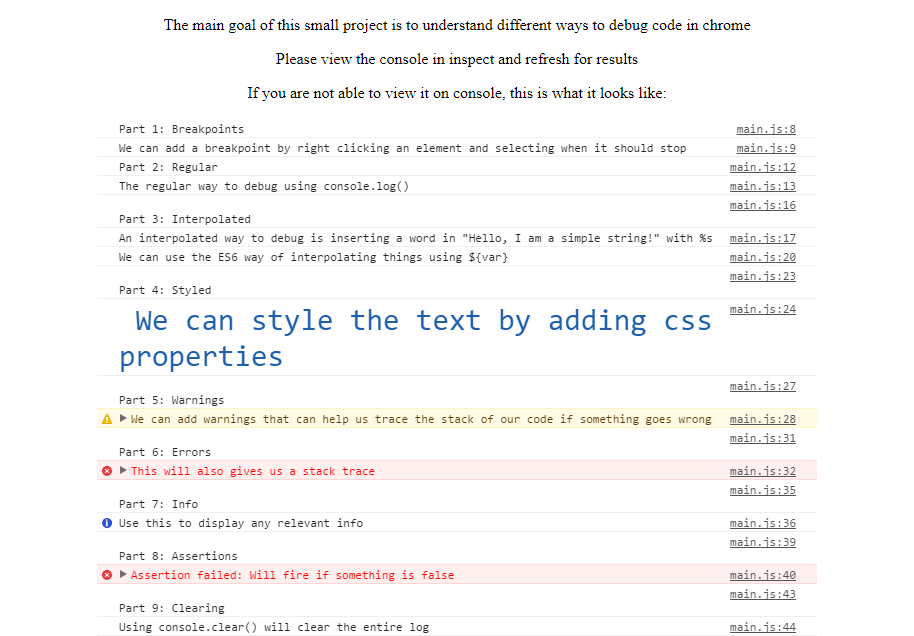 The main goal of this small project is to understand different ways to debug code in chrome
Please view the console in inspect and refresh for results
If you are not able to view it on console, this is what it looks like:
Part 1: Breakpoints main.js:8
We can add a breakpoint by right clicking an element and selecting when it should stop main.js:9
Part 2: Regular main.js:12
The regular way to debug using console.log() main.js:13
main.js:16
Part 3: Interpolated
An interpolated way to debug is inserting a word in "Hello, I am a simple string!" with %s main.js:17
We can use the ES6 way of interpolating things using ${var} main.js:20
main.js:23
Part 4: Styled
We can style the text by adding css main.js:24
properties
main.js:27
Part 5: Warnings
We can add warnings that can help us trace the stack of our code if something goes wrong main.js:28
main.js:31
Part 6: Errors
This will also gives us a stack trace main.js:32
main.js:35
Part 7: Info
Use this to display any relevant info main.js:36
main.js:39
Part 8: Assertions
Assertion failed: Will fire if something is false main.js:40
main.js:43
Part 9: Clearing
Using console.clear() will clear the entire log main.js:44